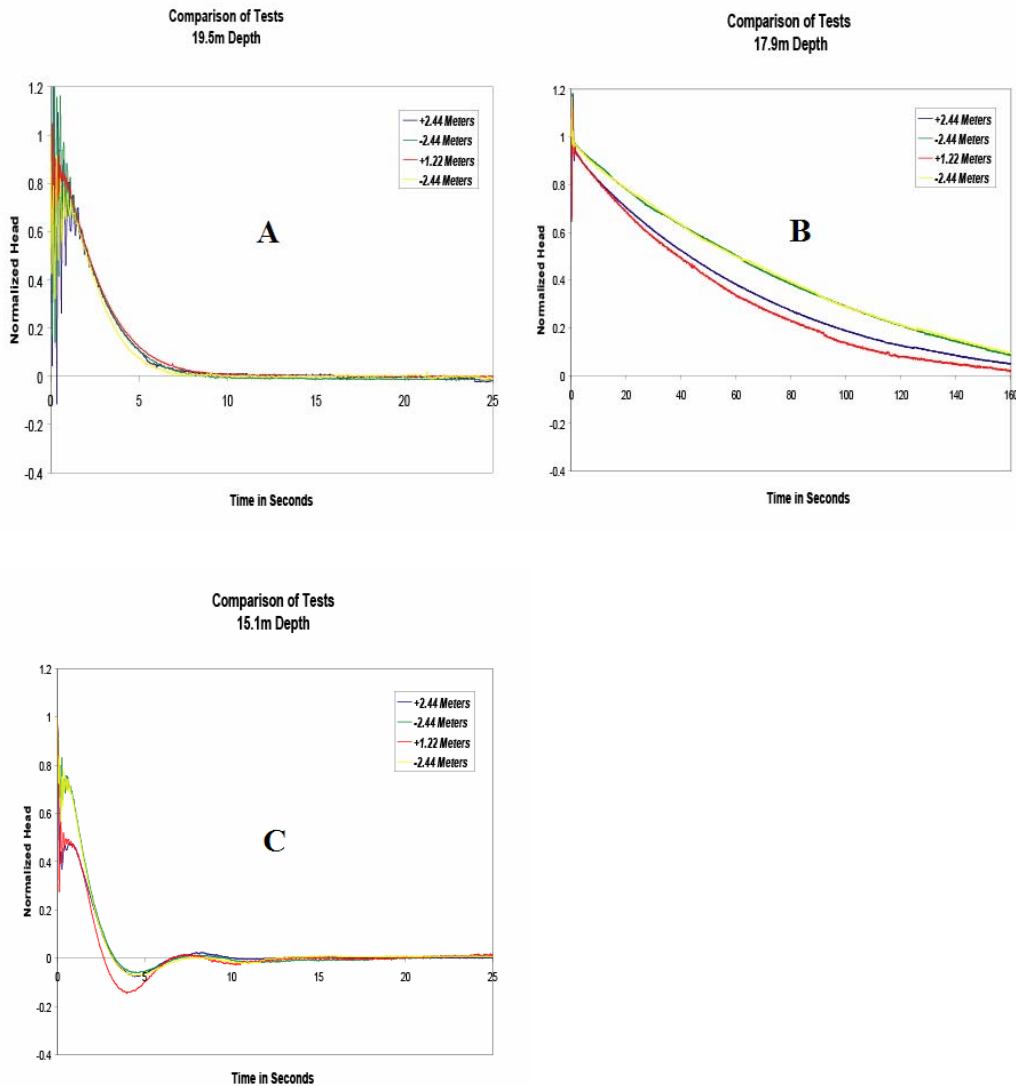 Comparison of Tests
19.5m Depth
1.2
1
0.8
0.6
0.4
0.2
0
-0.2
-0.4
0
5
10
15
20
25
Normalized Head
Time in Seconds
+2.44 Meters
-2.44 Meters
+1.22 Meters
-2.44 Meters
A
Comparison of Tests
17.9m Depth
1.2
1
0.8
0.6
0.4
0.2
0
-0.2
-0.4
0
20
40
60
80
100
120
140
160
Normalized Head
Time in Seconds
+2.44 Meters
-2.44 Meters
+1.22 Meters
-2.44 Meters
B
Comparison of Tests
15.1m Depth
1.2
1
0.8
0.6
0.4
0.2
0
-0.2
-0.4
0
5
10
15
20
25
Normalized Head
Time in Seconds
+2.44 Meters
-2.44 Meters
+1.22 Meters
-2.44 Meters
C